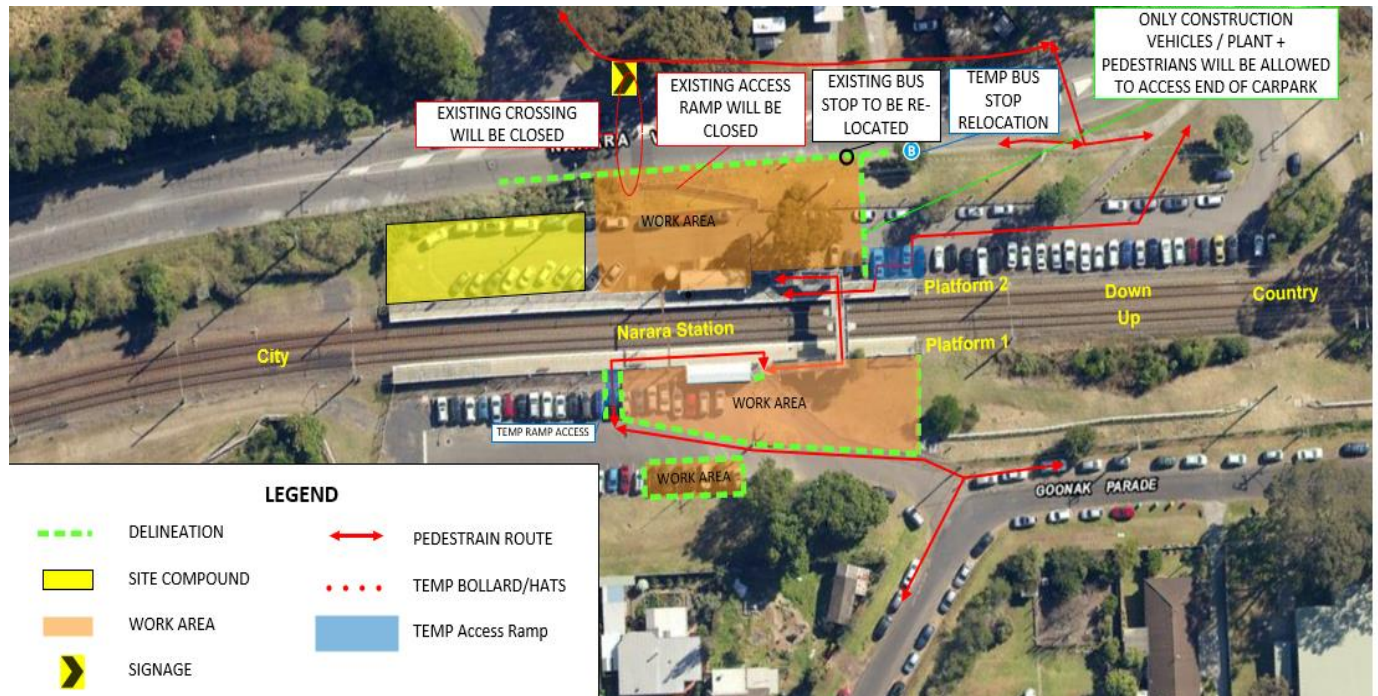 ONLY CONSTRUCTION
VEHICLES / PLANT +
PEDESTRIANS WILL BE ALLOWED
TO ACCESS END OF CARPARK
EXISTING CROSSING
WILL BE CLOSED
EXISTING ACCESS
RAMP WILL BE
CLOSED
EXISTING BUS
STOP TO BE RE-
LOCATED
TEMP BUS
STOP
RELOCATION
NARARA
B
WORK AREA
Platform 2
Down
Country
Up
Narara Station
City
Platform 1
WORK AREA
TEMP RAMP ACCESS
WORK AREA
GOONAK PARADE
LEGEND
DELINEATION
SITE COMPOUND
WORK AREA
SIGNAGE
PEDESTRAIN ROUTE
TEMP BOLLARD/HATS
TEMP Access Ramp